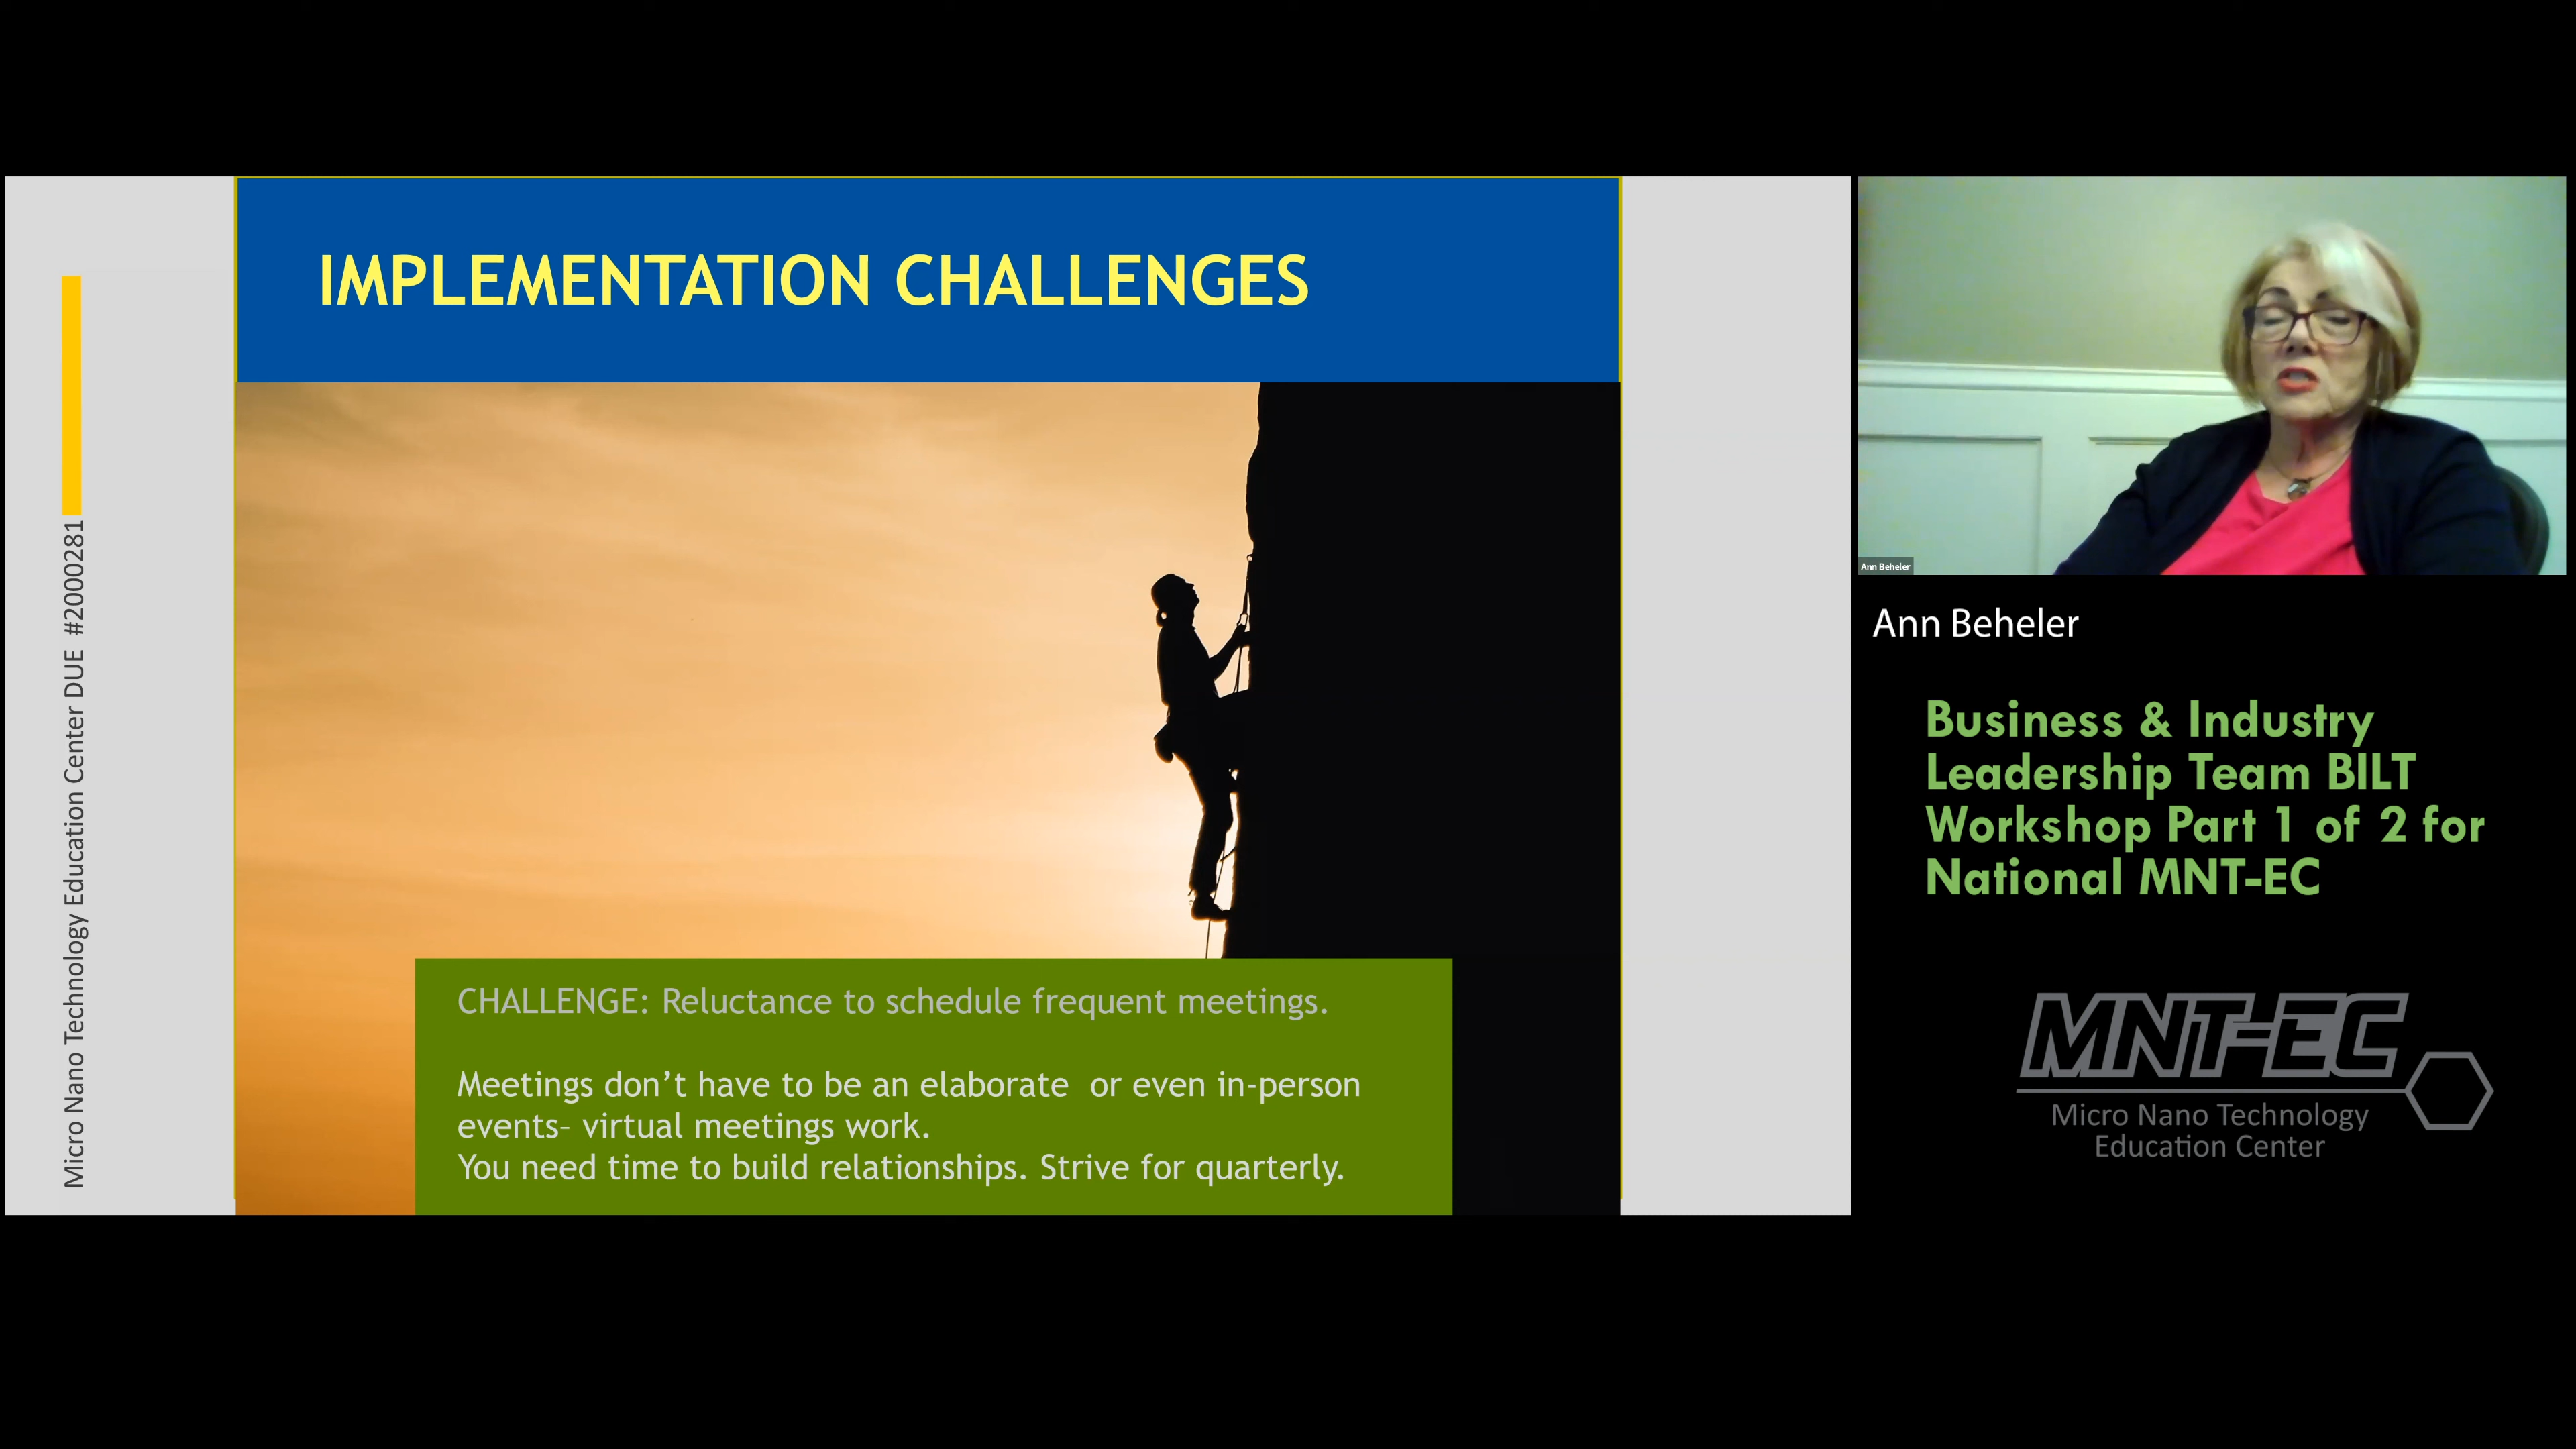 IMPLEMENTATION CHALLENGES
Micro Nano Technology Education Center DUE #2000281
CHALLENGE: Reluctance to schedule frequent meetings.
Meetings don’t have to be an elaborate or even in-person
events– virtual meetings work.
You need time to build relationships. Strive for quarterly.
Ann Beheler
Ann Beheler
Business & Industry
Leadership Team BILT
Workshop Part 1 of 2 for
National MNT-EC
MNT-EC
Micro Nano Technology
Education Center